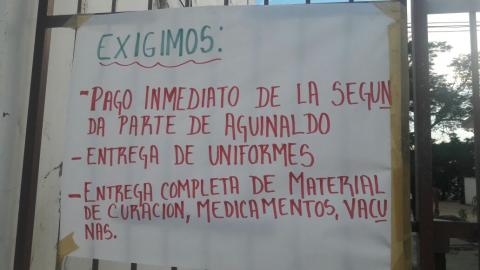 EXIGIMOS:
- PAGO INMEDIATO DE LA SEGUN
DA PARTE DE AGUINALDO
- ENTREGA DE UNIFORMES
- ENTREGA COMPLETA DE MATERIAL
DE CURACION, MEDICAMENTOS, VACU
NAS.